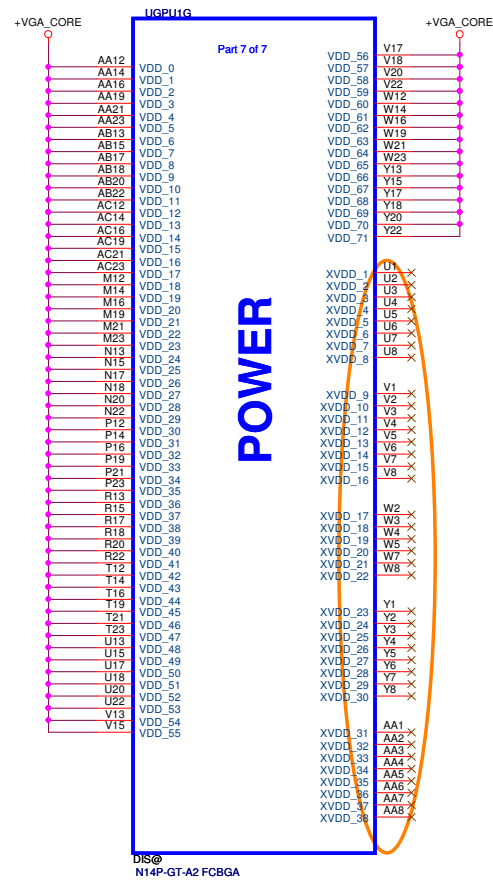 UGPU1G
+VGA_CORE
+VGA_CORE
Part 7 of 7
AA12 VDD_0
AA14 VDD_1
AA16 VDD_2
AA19 VDD_3
AA21 VDD_4
AA23 VDD_5
AB13 VDD_6
AB15 VDD_7
AB17 VDD_8
AB18 VDD_9
AB20 VDD_10
AB22 VDD_11
AC12 VDD_12
AC14 VDD_13
AC16 VDD_14
AC19 VDD_15
AC21 VDD_16
AC23 VDD_17
M12 VDD_18
M14 VDD_19
M16 VDD_20
M19 VDD_21
M21 VDD_22
M23 VDD_23
N13 VDD_24
N15 VDD_25
N17 VDD_26
N18 VDD_27
N20 VDD_28
N22 VDD_29
P12 VDD_30
P14 VDD_31
P16 VDD_32
P19 VDD_33
P21 VDD_34
P23 VDD_35
R13 VDD_36
R15 VDD_37
R17 VDD_38
R18 VDD_39
R20 VDD_40
R22 VDD_41
T12 VDD_42
T14 VDD_43
T16 VDD_44
T19 VDD_45
T21 VDD_46
T23 VDD_47
U13 VDD_48
U15 VDD_49
U17 VDD_50
U18 VDD_51
U20 VDD_52
U22 VDD_53
V13 VDD_54
V15 VDD_55
POWER
VDD_56 V17
VDD_57 V18
VDD_58 V20
VDD_59 V22
VDD_60 W12
VDD_61 W14
VDD_62 W16
VDD_63 W19
VDD_64 W21
VDD_65 W23
VDD_66 Y13
VDD_67 Y15
VDD_68 Y17
VDD_69 Y18
VDD_70 Y20
VDD_71 Y22
XVDD_1 U1
XVDD_2 U2
XVDD_3 U3
XVDD_4 U4
XVDD_5 U5
XVDD_6 U6
XVDD_7 U7
XVDD_8 U8
XVDD_9 V1
XVDD_10 V2
XVDD_11 V3
XVDD_12 V4
XVDD_13 V5
XVDD_14 V6
XVDD_15 V7
XVDD_16 V8
XVDD_17 W2
XVDD_18 W3
XVDD_19 W4
XVDD_20 W5
XVDD_21 W7
XVDD_22 W8
XVDD_23 Y1
XVDD_24 Y2
XVDD_25 Y3
XVDD_26 Y4
XVDD_27 Y5
XVDD_28 Y6
XVDD_29 Y7
XVDD_30 Y8
XVDD_31 AA1
XVDD_32 AA2
XVDD_33 AA3
XVDD_34 AA4
XVDD_35 AA5
XVDD_36 AA6
XVDD_37 AA7
XVDD_38 AA8
DIS@
N14P-GT-A2 FCBGA